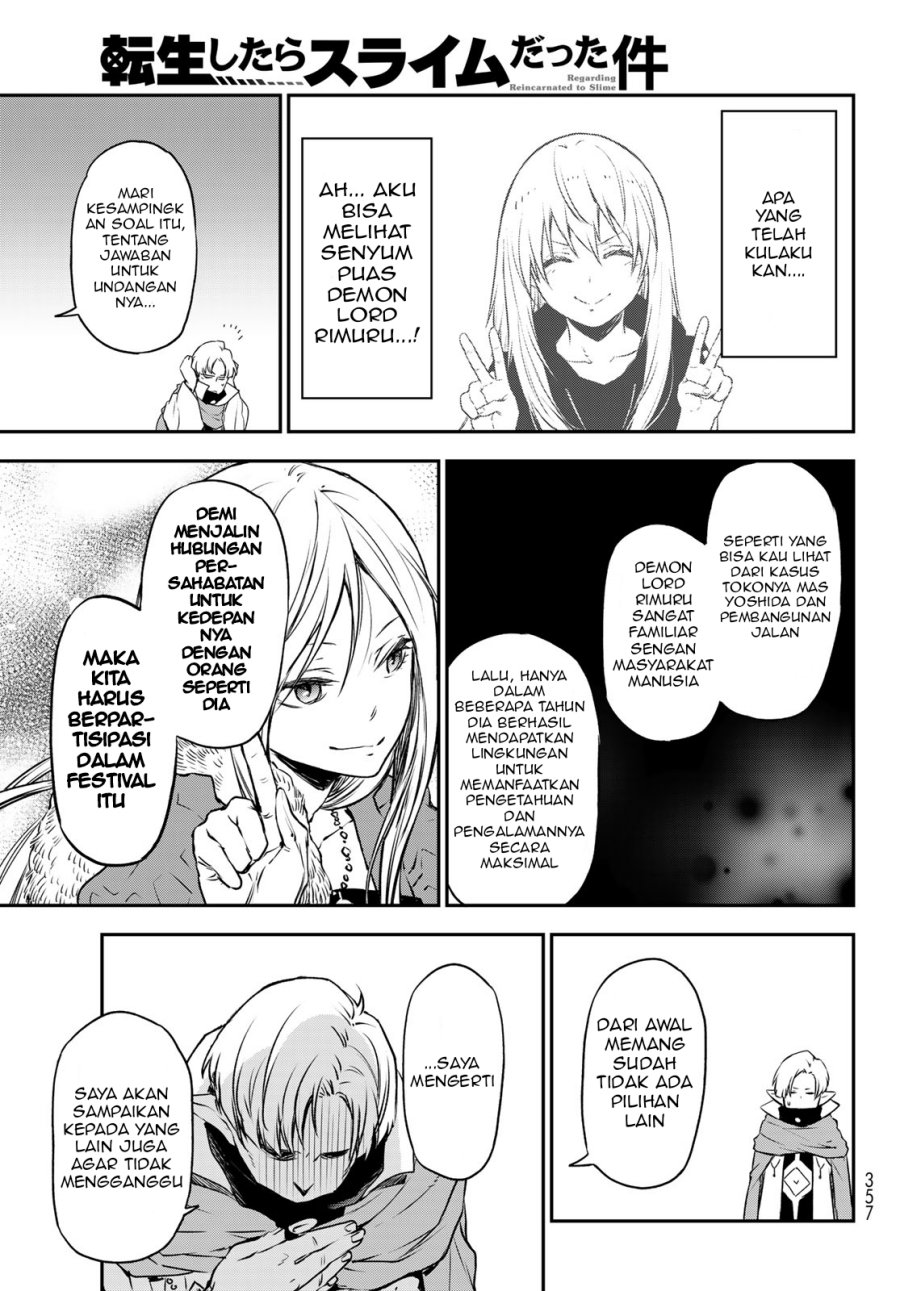 転生したらスライムだった件
Regarding
Reincarnated to Slime
APA
YANG
TELAH
KULAKU
KAN....
AH... AKU
BISA
MELIHAT
SENYUM
PUAS
DEMON
LORD
RIMURU...!
MARI
KESAMPINGK
AN SOAL ITU,
TENTANG
JAWABAN
UNTUK
UNDANGAN
NYA...
SEPERTI YANG
BISA KAU LIHAT
DARI KASUS
TOKONYA MAS
YOSHIDA DAN
PEMBANGUNAN
JALAN
DEMON
LORD
RIMURU
SANGAT
FAMILIAR
SENGAN
MASYARAKAT
MANUSIA
LALU, HANYA
DALAM
BEBERAPA TAHUN
DIA BERHASIL
MENDAPATKAN
LINGKUNGAN
UNTUK
MEMANFAATKAN
PENGETAHUAN
DAN
PENGALAMANNYA
SECARA
MAKSIMAL
DEMI
MENJALIN
HUBUNGAN
PER-
SAHABATAN
UNTUK
KEDEPAN
NYA
DENGAN
ORANG
SEPERTI
DIA
MAKA
KITA
HARUS
BERPAR-
TISIPASI
DALAM
FESTIVAL
ITU
DARI AWAL
MEMANG
SUDAH
TIDAK ADA
PILIHAN
LAIN
...SAYA
MENGERTI
SAYA AKAN
SAMPAIKAN
KEPADA YANG
LAIN JUGA
AGAR TIDAK
MENGGANGGU
357